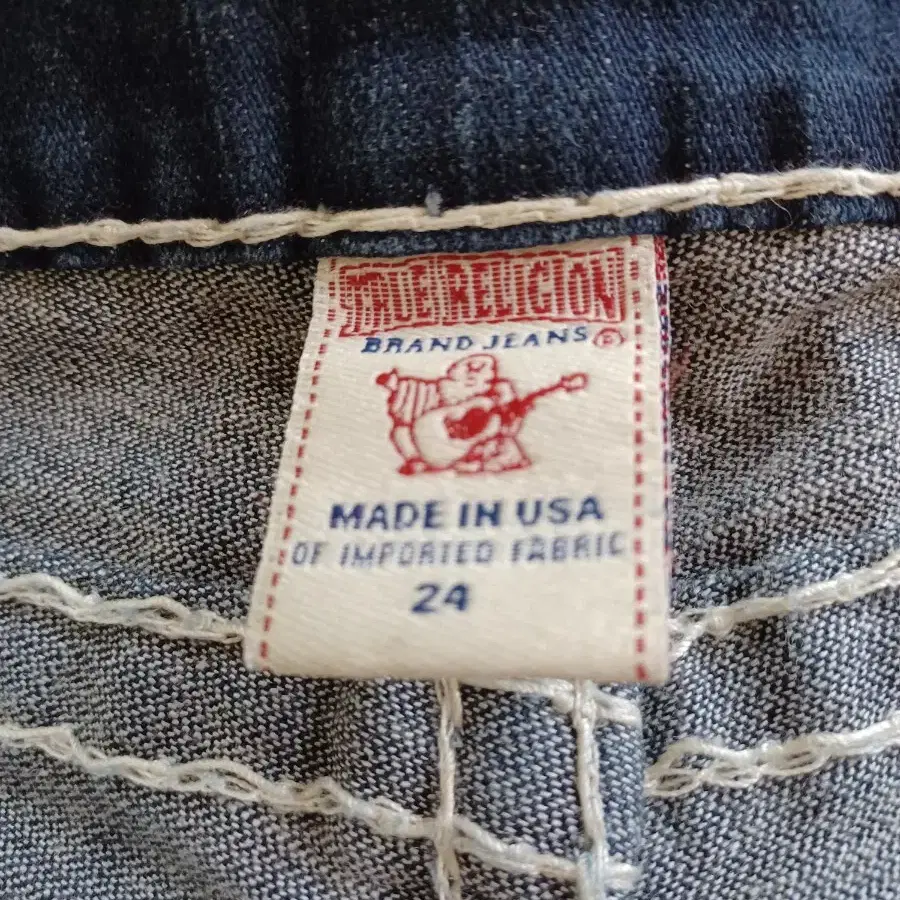 TRUE RELIGION
BRAND JEANS ®
MADE IN USA
OF IMPORTED FABRIC
24